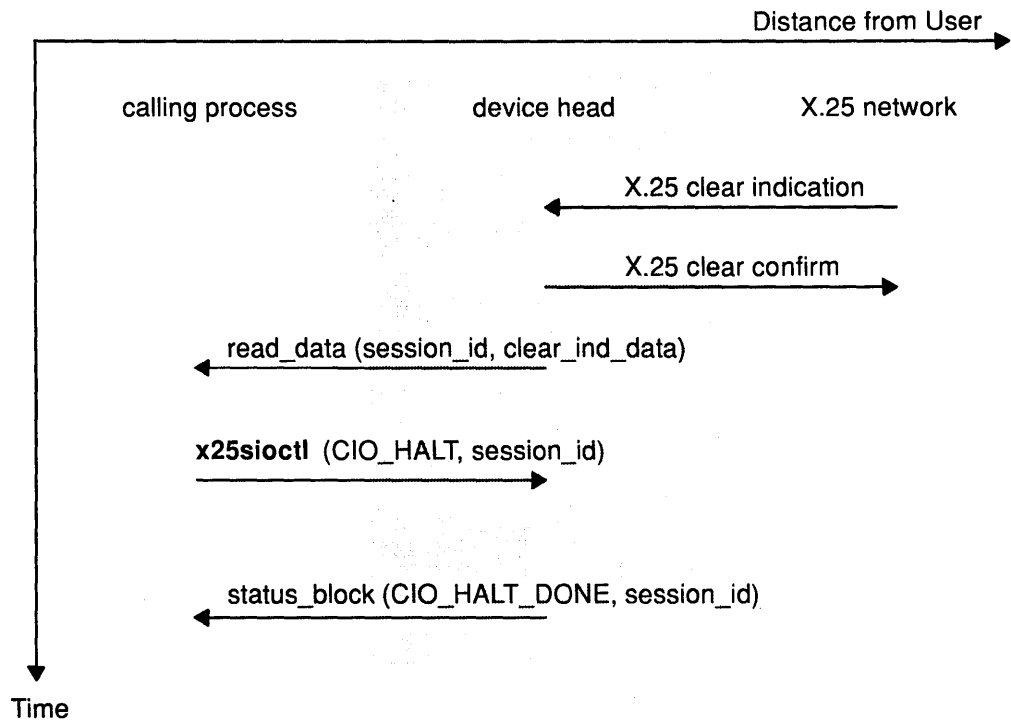 Distance from User
calling process device head X.25 network
X.25 clear indication
X.25 clear confirm
read_data (session_id, clear_ind_data)
x25sioctl (CIO_HALT, session_id)
status_block (CIO_HALT_DONE, session_id)
Time